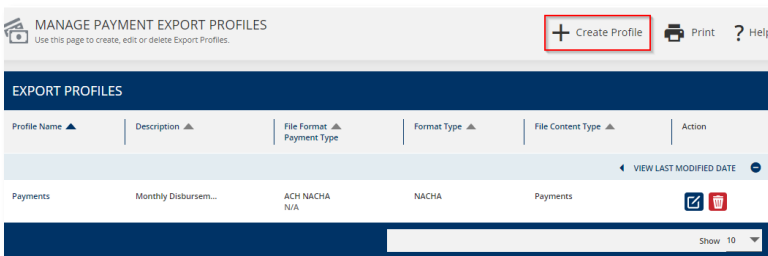 MANAGE PAYMENT EXPORT PROFILES
Use this page to create, edit or delete Export Profiles.
Create Profile
Print
? Help
EXPORT PROFILES
Profile Name
Description
File Format
Payment Type
Format Type
File Content Type
Action
VIEW LAST MODIFIED DATE
Payments
Monthly Disbursem...
ACH NACHA
N/A
NACHA
Payments
Show 10